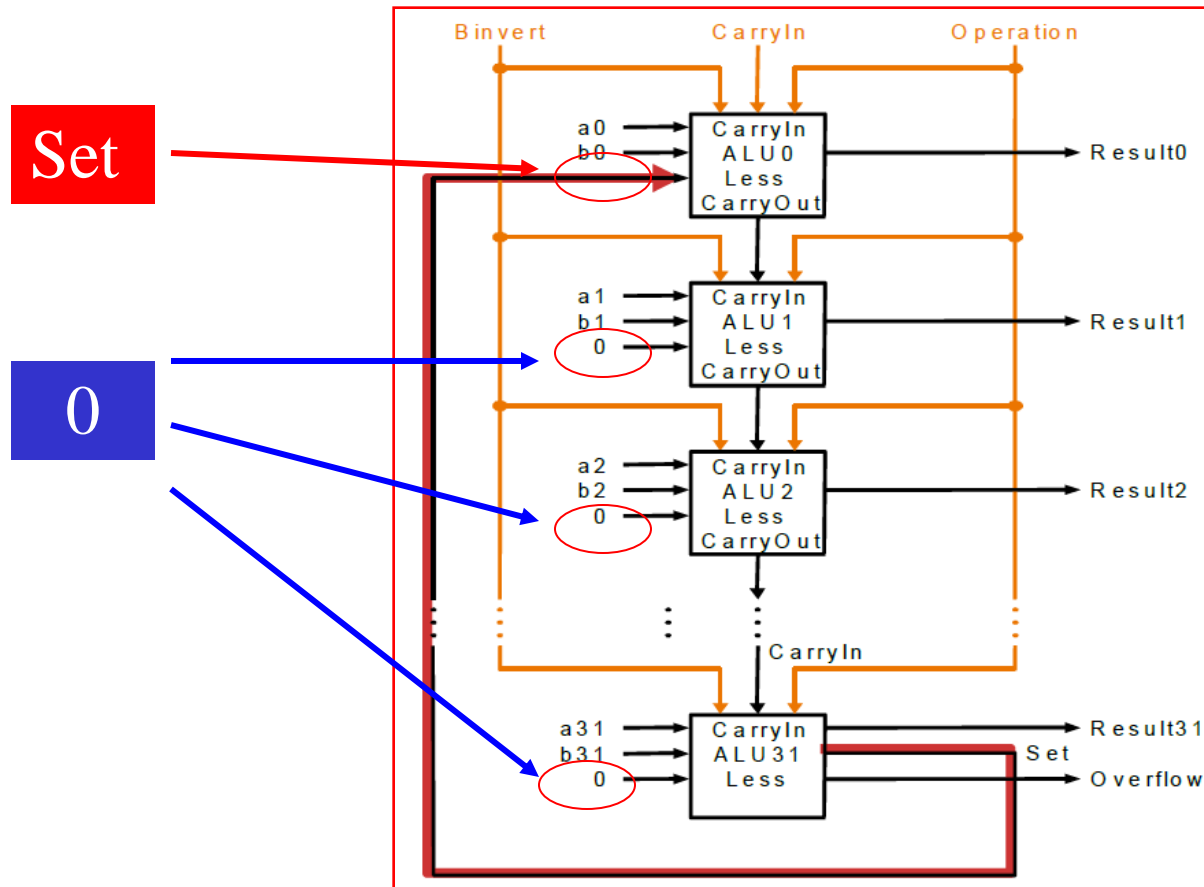 Binvert CarryIn Operation
Set
a0 CarryIn
b0 ALU0 Result0
Less
CarryOut
a1 CarryIn
b1 ALU1 Result1
0 Less
CarryOut
0
a2 CarryIn
b2 ALU2 Result2
0 Less
CarryOut
CarryIn
a31 CarryIn Result31
b31 ALU31 Set
0 Less Overflow